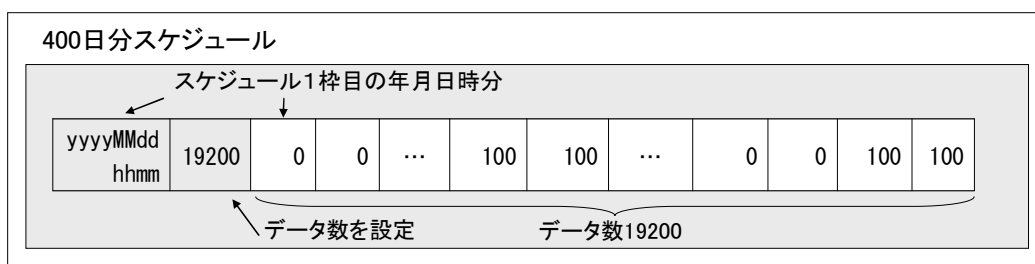 400日分スケジュール
スケジュール1枠目の年月日時分
yyyyMMdd
hhmm
19200 0 0 … 100 100 … 0 0 100 100
データ数を設定
データ数19200